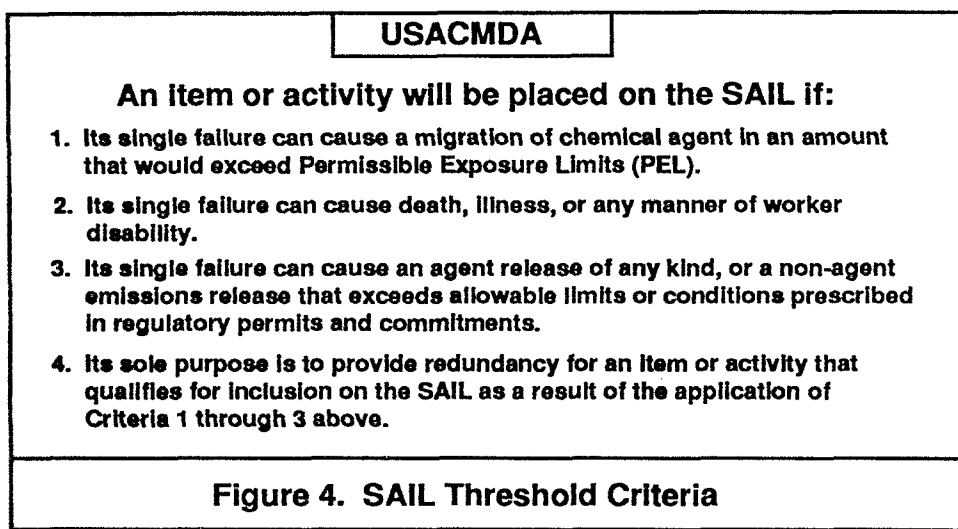 USACMDA
An item or activity will be placed on the SAIL if:
1. Its single failure can cause a migration of chemical agent in an amount
that would exceed Permissible Exposure Limits (PEL).
2. Its single failure can cause death, illness, or any manner of worker
disability.
3. Its single failure can cause an agent release of any kind, or a non-agent
emissions release that exceeds allowable limits or conditions prescribed
in regulatory permits and commitments.
4. Its sole purpose is to provide redundancy for an item or activity that
qualifies for inclusion on the SAIL as a result of the application of
Criteria 1 through 3 above.
Figure 4. SAIL Threshold Criteria